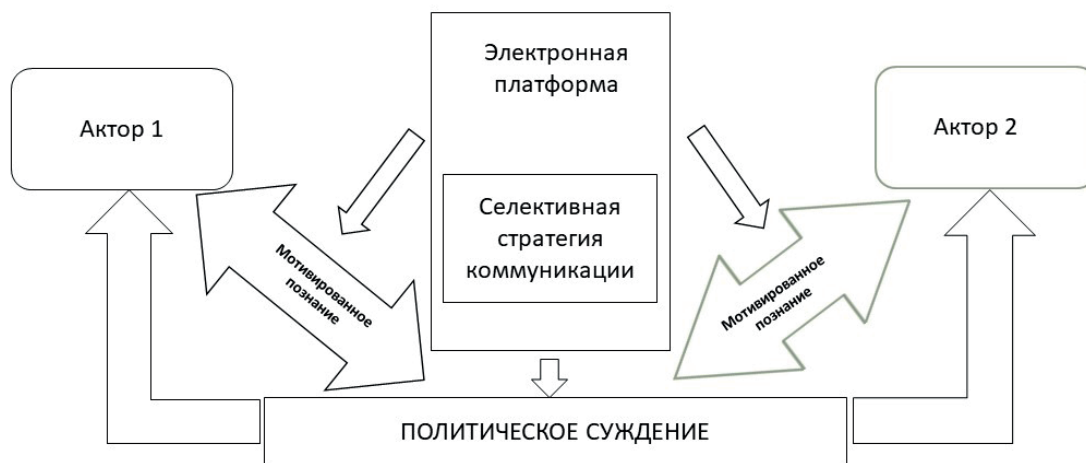 Электронная
платформа
Актор 1
Актор 2
Селективная
стратегия
коммуникации
Мотивированное
познание
Мотивированное
познание
ПОЛИТИЧЕСКОЕ СУЖДЕНИЕ